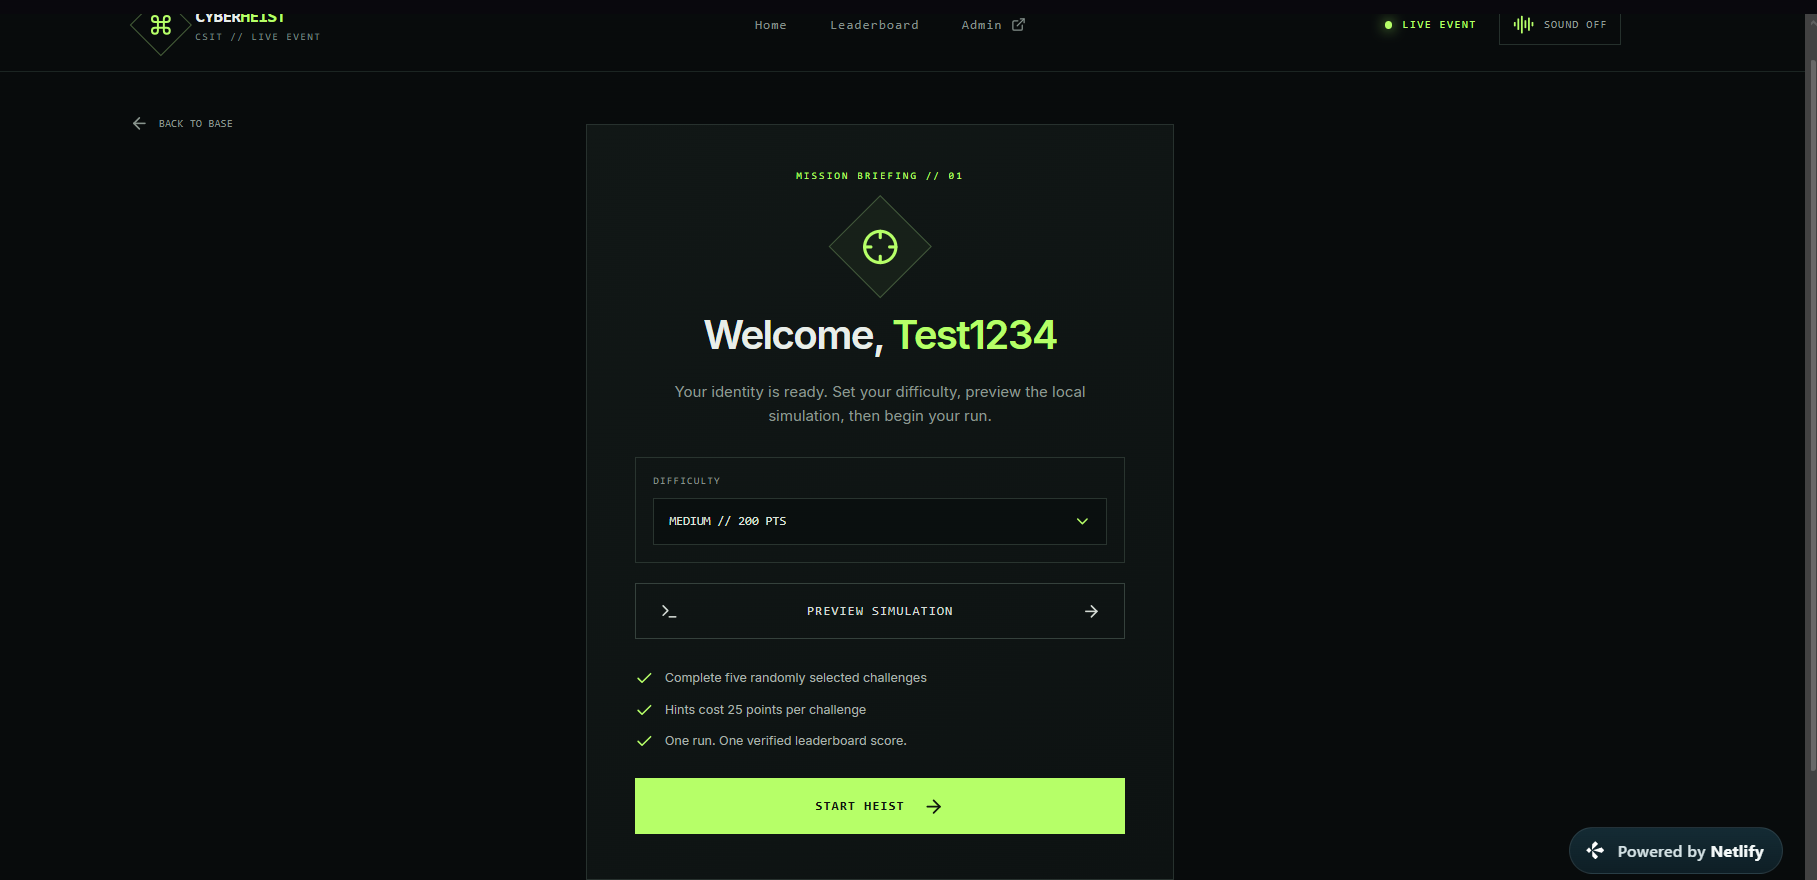 CYBERHEIST
CSIT // LIVE EVENT
Home
Leaderboard
Admin
LIVE EVENT
SOUND OFF
BACK TO BASE
MISSION BRIEFING // 01
Welcome, Test1234
Your identity is ready. Set your difficulty, preview the local
simulation, then begin your run.
DIFFICULTY
MEDIUM // 200 PTS
PREVIEW SIMULATION
Complete five randomly selected challenges
Hints cost 25 points per challenge
One run. One verified leaderboard score.
START HEIST
Powered by Netlify